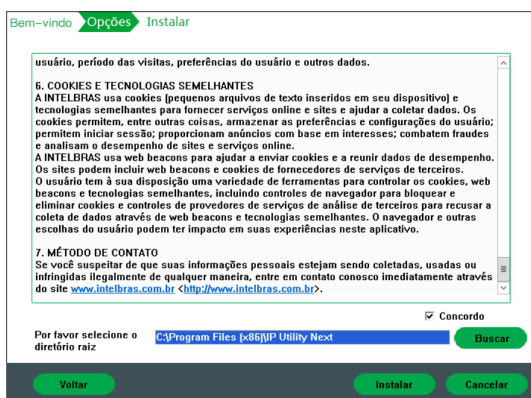 Bem-vindo Opções Instalar
usuário, período das visitas, preferências do usuário e outros dados.
6. COOKIES E TECNOLOGIAS SEMELHANTES
A INTELBRAS usa cookies (pequenos arquivos de texto inseridos em seu dispositivo) e
tecnologias semelhantes para fornecer serviços online e sites e ajudar a coletar dados. Os
cookies permitem, entre outras coisas, armazenar as preferências e configurações do usuário;
permitem iniciar sessão; proporcionam anúncios com base em interesses; combatem fraudes
e analisam o desempenho de sites e serviços online.
A INTELBRAS usa web beacons para ajudar a enviar cookies e a reunir dados de desempenho.
Os sites podem incluir web beacons e cookies de fornecedores de serviços de terceiros.
O usuário tem à sua disposição uma variedade de ferramentas para controlar os cookies, web
beacons e tecnologias semelhantes, incluindo controles de navegador para bloquear e
eliminar cookies e controles de provedores de serviços de análise de terceiros para recusar a
coleta de dados através de web beacons e tecnologias semelhantes. O navegador e outras
escolhas do usuário podem ter impacto em suas experiências neste aplicativo.
7. MÉTODO DE CONTATO
Se você suspeitar de que suas informações pessoais estejam sendo coletadas, usadas ou
infringidas ilegalmente de qualquer maneira, entre em contato conosco imediatamente através
do site www.intelbras.com.br <http://www.intelbras.com.br>.
Concordo
Por favor selecione o
diretório raiz
C:\Program Files (x86)\IP Utility Next
Buscar
Voltar Instalar Cancelar